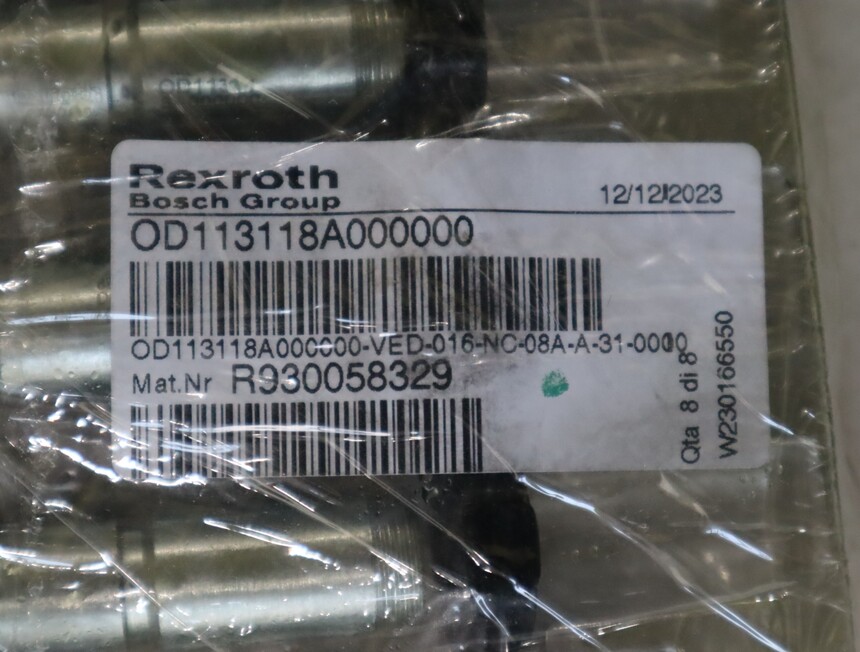 Rexroth
Bosch Group
12/12/2023
OD113118A000000
OD113118A000000-VED-016-NC-08A-A-31-0000
Mat.Nr R930058329
Qta 8 di 8
W230166550